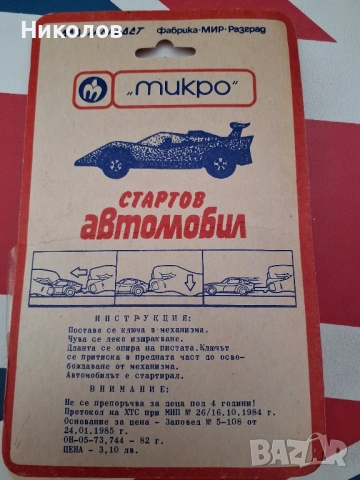 Николов
фабрика·МИР·Разград
„микро"
СТАРТОВ
автомобил
ИНСТРУКЦИЯ:
Поставя се ключа в механизма.
Чува се леко изщракване.
Дланта се опира на пистата. Ключът
се притиска в предната част до осво-
бождаване от механизма.
Автомобилът е стартирал.
ВНИМАНИЕ:
Не се препоръчва за деца под 4 години!
Протокол на ХТС при МНП № 26/16.10.1984 г.
Основание за цена - Заповед № 5-108 от
24.01.1985 г.
ОН-05-73,744 - 82 г.
ЦЕНА - 3,10 лв.
BAZAR
bg